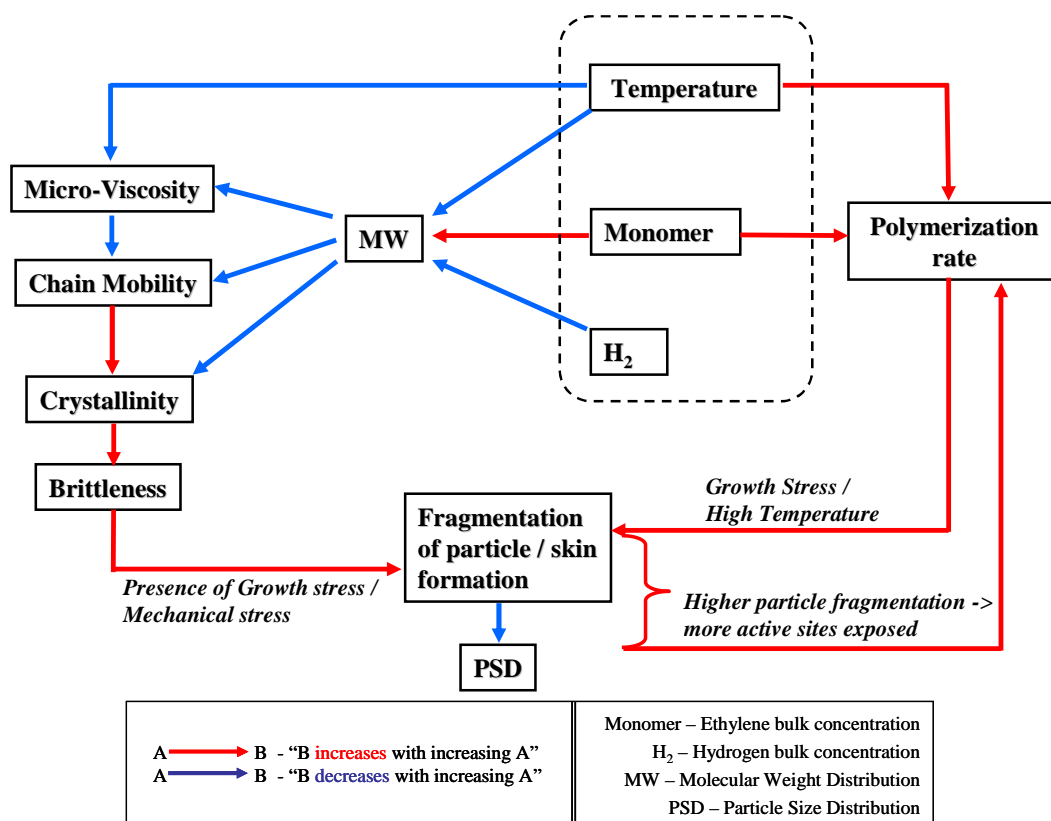 Temperature
Micro-Viscosity
MW
Monomer
Polymerization
rate
Chain Mobility
H2
Crystallinity
Brittleness
Growth Stress /
High Temperature
Fragmentation
of particle / skin
formation
Presence of Growth stress /
Mechanical stress
Higher particle fragmentation ->
more active sites exposed
PSD
A B - “B increases with increasing A”
A B - “B decreases with increasing A”
Monomer – Ethylene bulk concentration
H2 – Hydrogen bulk concentration
MW – Molecular Weight Distribution
PSD – Particle Size Distribution